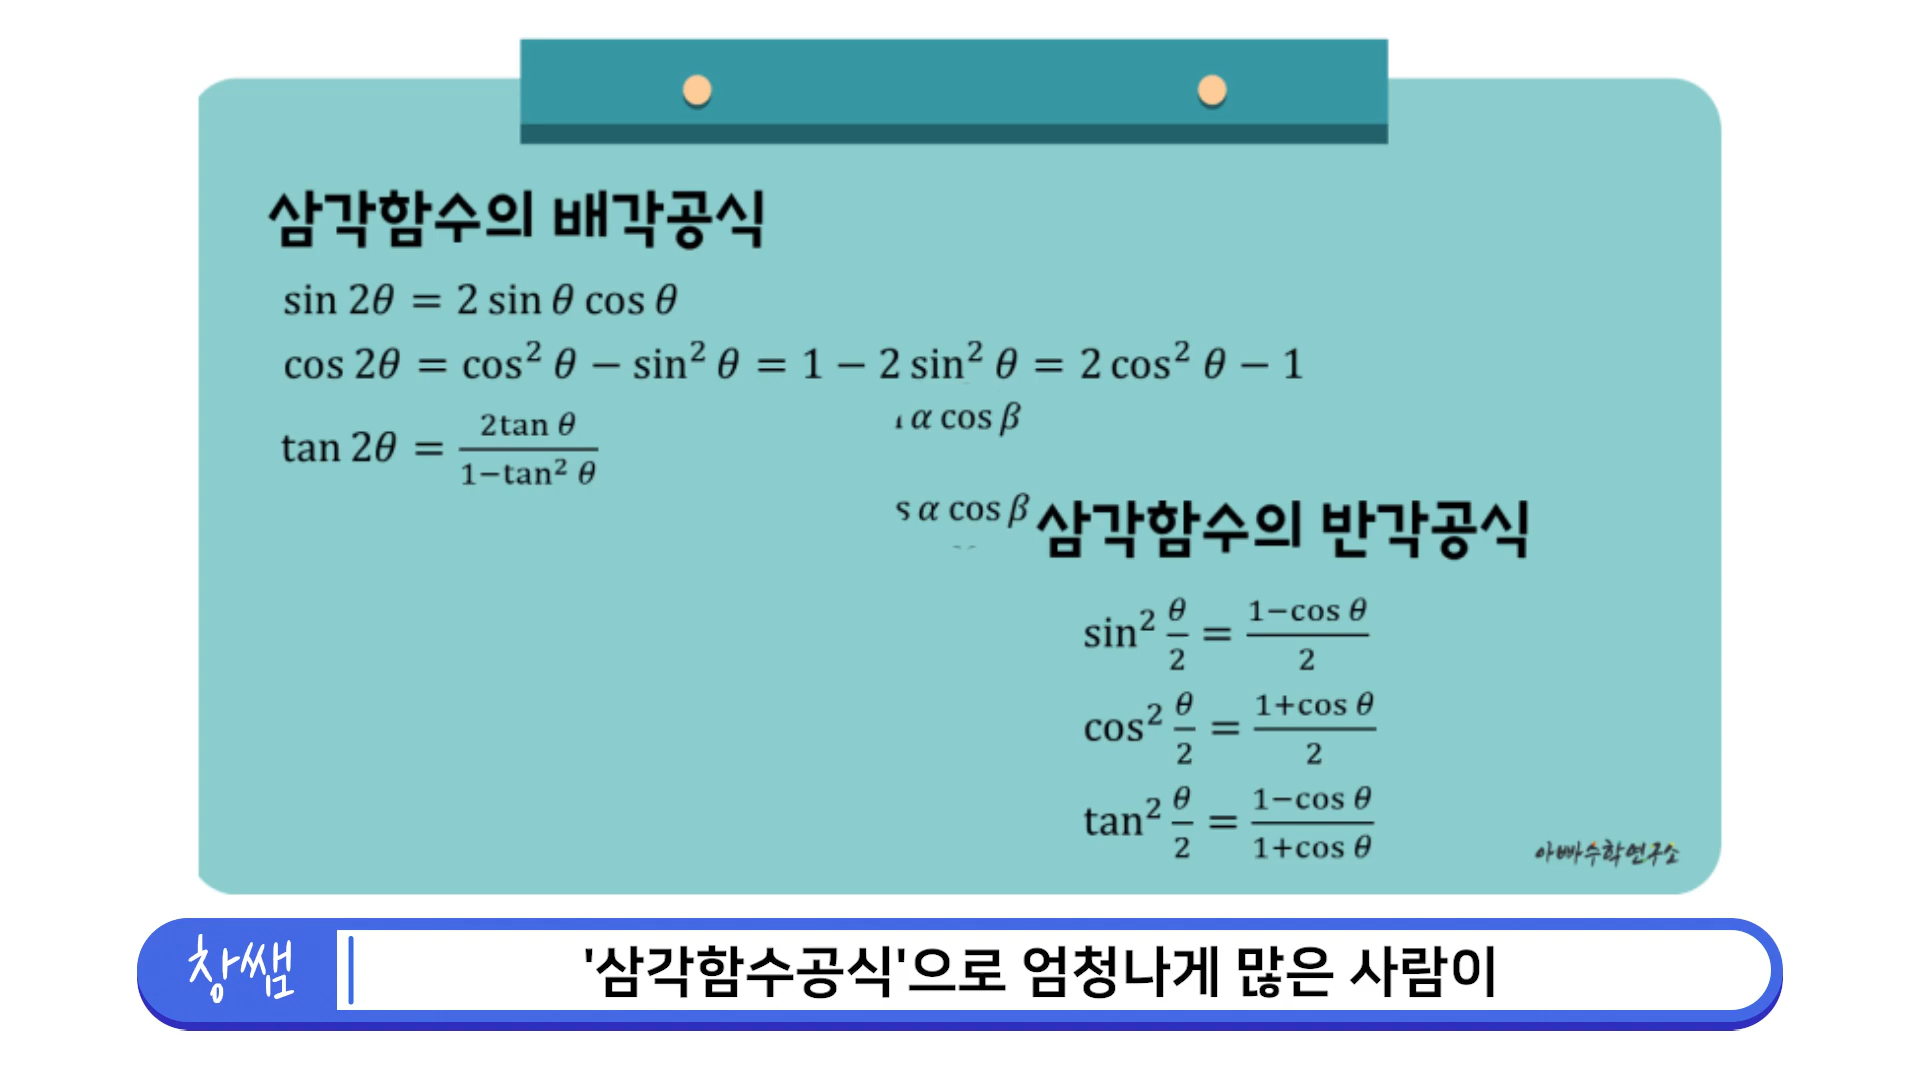 삼각함수의 배각공식
sin 2θ = 2 sin θ cos θ
cos 2θ = cos² θ − sin² θ = 1 − 2 sin² θ = 2 cos² θ − 1
tan 2θ = 2tan θ / 1−tan² θ
α cos β
s α cos β
삼각함수의 반각공식
sin² θ/2 = 1−cos θ / 2
cos² θ/2 = 1+cos θ / 2
tan² θ/2 = 1−cos θ / 1+cos θ
아빠수학연구소
창쌤
'삼각함수공식'으로 엄청나게 많은 사람이